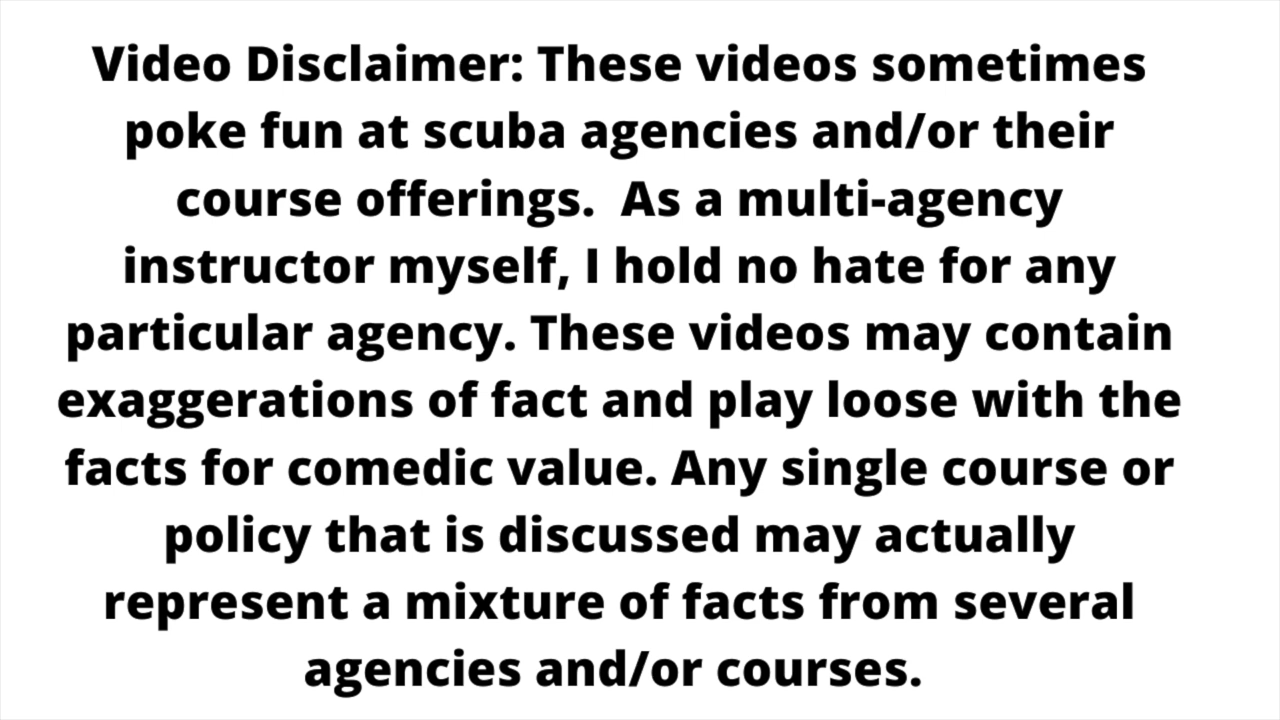 Video Disclaimer: These videos sometimes
poke fun at scuba agencies and/or their
course offerings.  As a multi-agency
instructor myself, I hold no hate for any
particular agency. These videos may contain
exaggerations of fact and play loose with the
facts for comedic value. Any single course or
policy that is discussed may actually
represent a mixture of facts from several
agencies and/or courses.